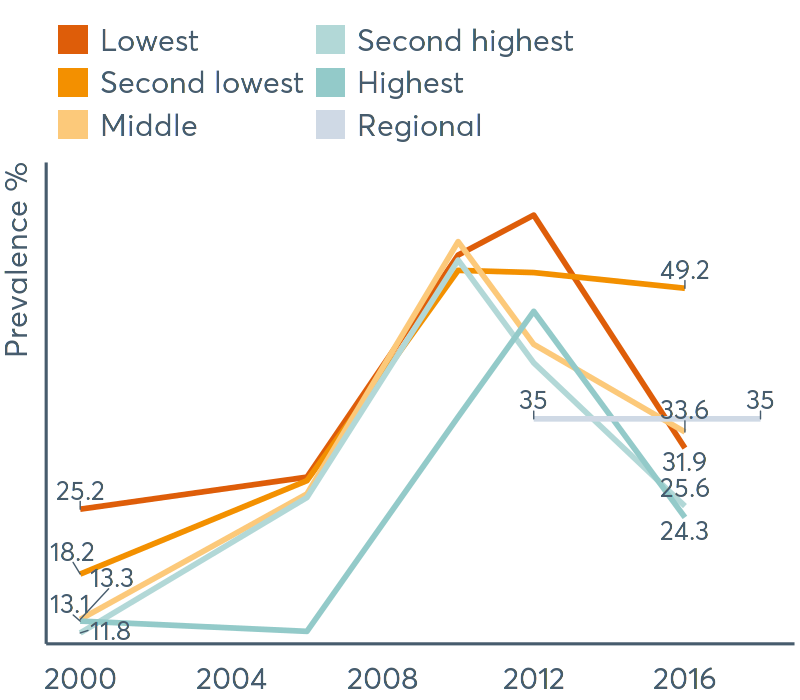 Lowest
Second highest
Second lowest
Highest
Middle
Regional
Prevalence %
49.2
35
33.6
35
31.9
25.2
25.6
24.3
18.2
13.3
13.1
11.8
2000 2004 2008 2012 2016